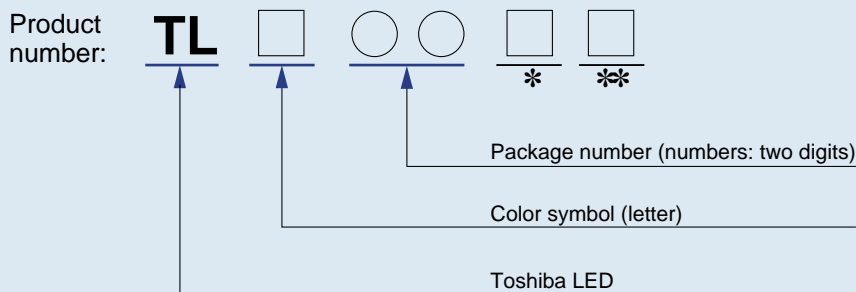 Product
number:
TL □ ○○ □ □
* **
Package number (numbers: two digits)
Color symbol (letter)
Toshiba LED